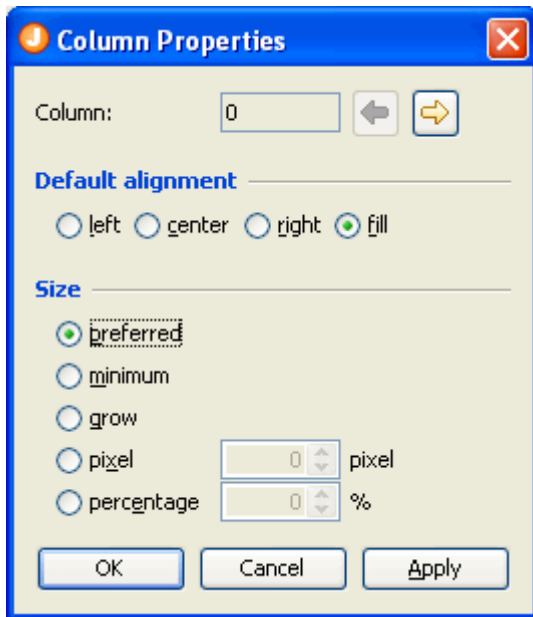 J Column Properties
Column: 0
Default alignment
left center right fill
Size
preferred
minimum
grow
pixel 0 pixel
percentage 0 %
OK Cancel Apply